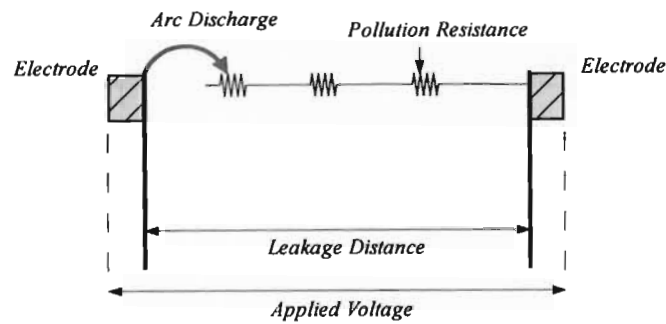 Arc Discharge
Pollution Resistance
Electrode
Electrode
Leakage Distance
Applied Voltage